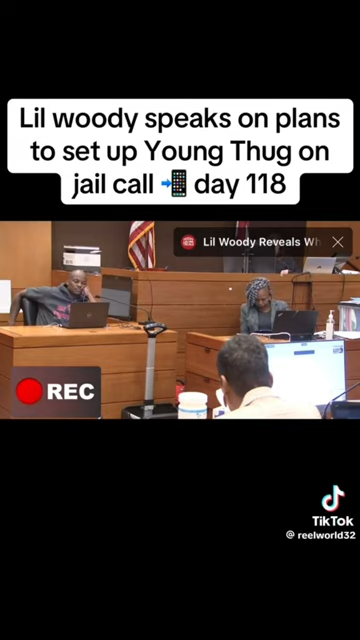 Lil woody speaks on plans
to set up Young Thug on
jail call 📲 day 118
Lil Woody Reveals Wh
REC
TikTok
@ reelworld32